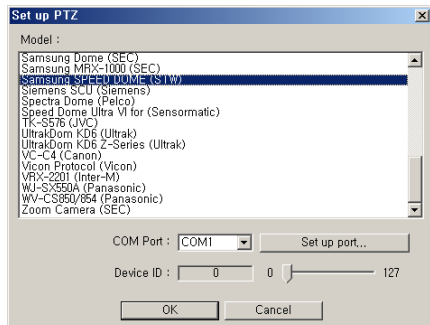 Set up PTZ
Model :
Samsung Dome (SEC)
Samsung MRX-1000 (SEC)
Samsung SPEED DOME (STW)
Siemens SCU (Siemens)
Spectra Dome (Pelco)
Speed Dome Ultra VI for (Sensormatic)
TK-S576 (JVC)
UltrakDom KD6 (Ultrak)
UltrakDom KD6 Z-Series (Ultrak)
VC-C4 (Canon)
Vicon Protocol (Vicon)
VRX-2201 (Inter-M)
WJ-SX550A (Panasonic)
WV-CS850/854 (Panasonic)
Zoom Camera (SEC)
COM Port : COM1 Set up port...
Device ID : 0 0 127
OK Cancel